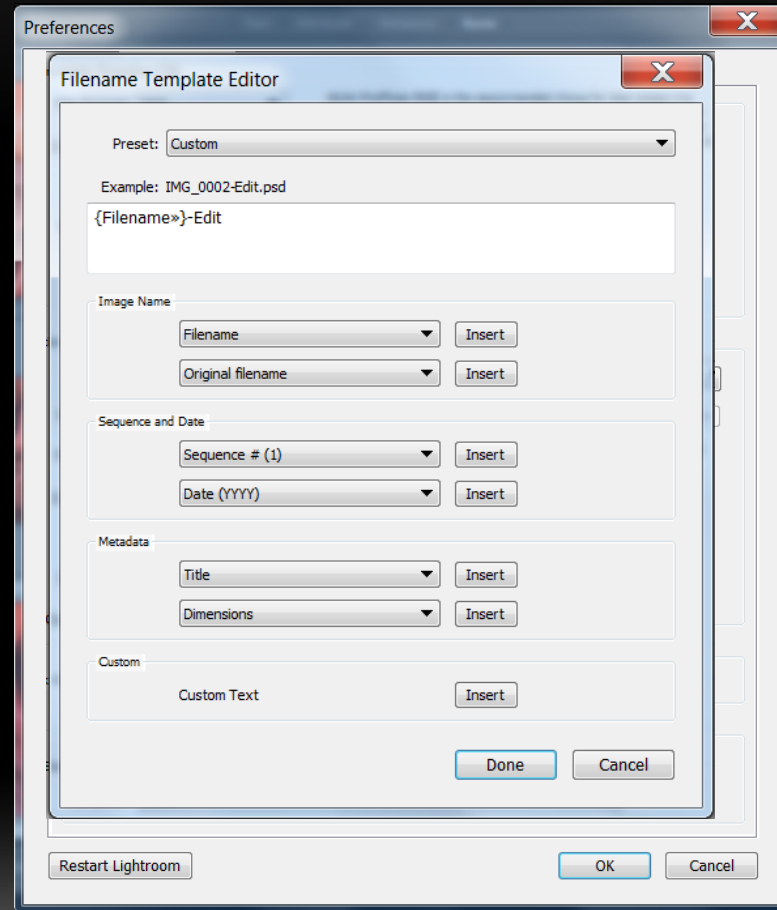 Preferences
Filename Template Editor
Preset: Custom
Example: IMG_0002-Edit.psd
{Filename»}-Edit
Image Name
Filename Insert
Original filename Insert
Sequence and Date
Sequence # (1) Insert
Date (YYYY) Insert
Metadata
Title Insert
Dimensions Insert
Custom
Custom Text Insert
Done Cancel
Restart Lightroom OK Cancel